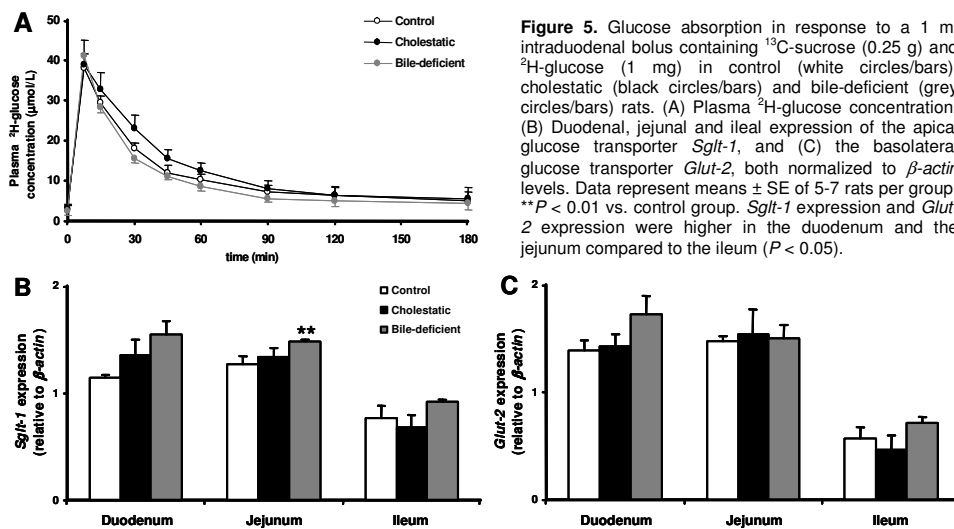 A
50
40
30
20
10
0
Plasma ²H-glucose
concentration (µmol/L)
Control
Cholestatic
Bile-deficient
0 30 60 90 120 150 180
time (min)
Figure 5. Glucose absorption in response to a 1 m
intraduodenal bolus containing ¹³C-sucrose (0.25 g) and
²H-glucose (1 mg) in control (white circles/bars)
cholestatic (black circles/bars) and bile-deficient (grey
circles/bars) rats. (A) Plasma ²H-glucose concentration
(B) Duodenal, jejunal and ileal expression of the apica
glucose transporter Sglt-1, and (C) the basolatera
glucose transporter Glut-2, both normalized to β-actin
levels. Data represent means ± SE of 5-7 rats per group
**P < 0.01 vs. control group. Sglt-1 expression and Glut
2 expression were higher in the duodenum and the
jejunum compared to the ileum (P < 0.05).
B
2
1
0
Sglt-1 expression
(relative to β-actin)
Control
Cholestatic
Bile-deficient
**
Duodenum Jejunum Ileum
C
2
1
0
Glut-2 expression
(relative to β-actin)
Duodenum Jejunum Ileum